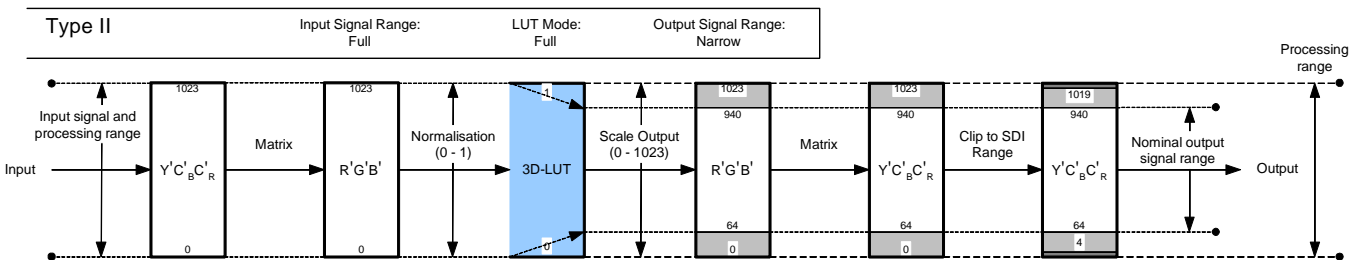 Type II
Input Signal Range:
Full
LUT Mode:
Full
Output Signal Range:
Narrow
Processing
range
Input signal and
processing range
Input
1023
Y'C'BC'R
0
Matrix
1023
R'G'B'
0
Normalisation
(0 - 1)
1
3D-LUT
0
Scale Output
(0 - 1023)
1023
940
R'G'B'
64
0
Matrix
1023
940
Y'C'BC'R
64
0
Clip to SDI
Range
1019
940
Y'C'BC'R
64
4
Nominal output
signal range
Output